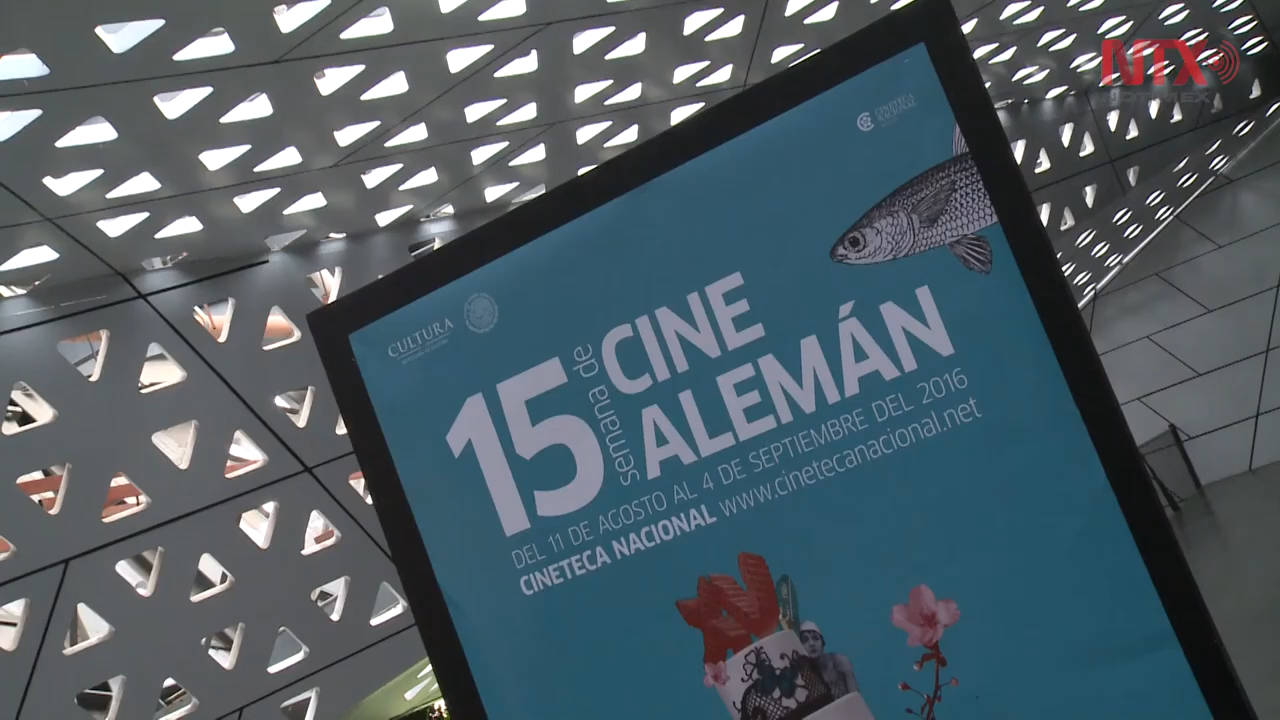 NTX
CINETECA
CULTURA
15 semana de CINE
ALEMÁN
DEL 11 DE AGOSTO AL 4 DE SEPTIEMBRE DEL 2016
CINETECA NACIONAL www.cinetecanacional.net